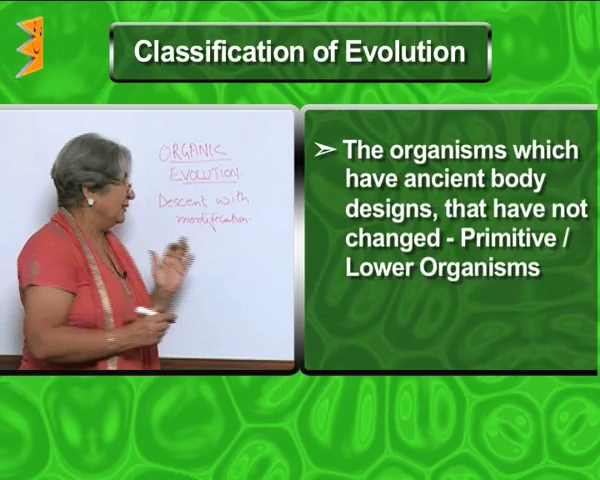 Classification of Evolution
ORGANIC
EVOLUTION.
Descent with
modification.
➣ The organisms which
have ancient body
designs, that have not
changed - Primitive /
Lower Organisms